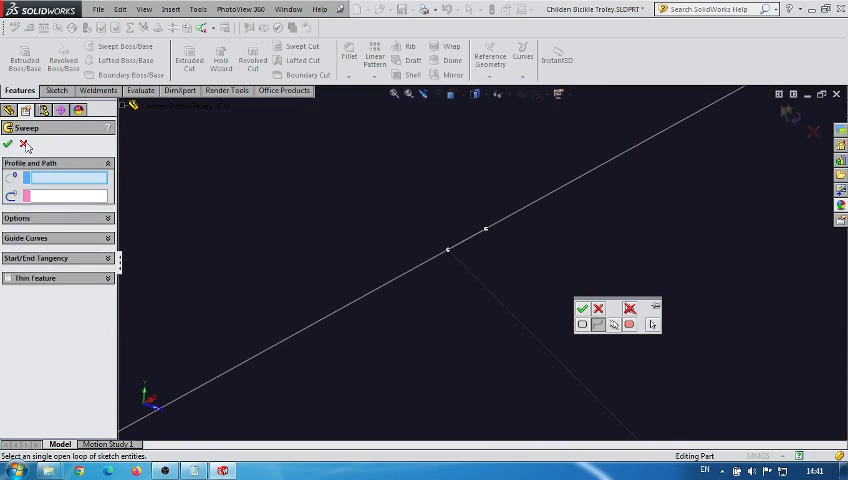 SOLIDWORKS File Edit View Insert Tools PhotoView 360 Window Help Childen Bicikle Troley.SLDPRT * Search SolidWorks Help
Swept Boss/Base Rib Wrap Swept Cut
Extruded Boss/Base Revolved Boss/Base Lofted Boss/Base Extruded Cut Hole Wizard Revolved Cut Lofted Cut Fillet Linear Pattern Draft Dome Reference Geometry Curves Instant3D
Boundary Boss/Base Boundary Cut Shell Mirror
Features Sketch Weldments Evaluate DimXpert Render Tools Office Products
Sweep ?
Profile and Path
Options
Guide Curves
Start/End Tangency
Thin Feature
Y
Model Motion Study 1
Select a single open loop of sketch entities. Editing Part MMGS
EN 14:41